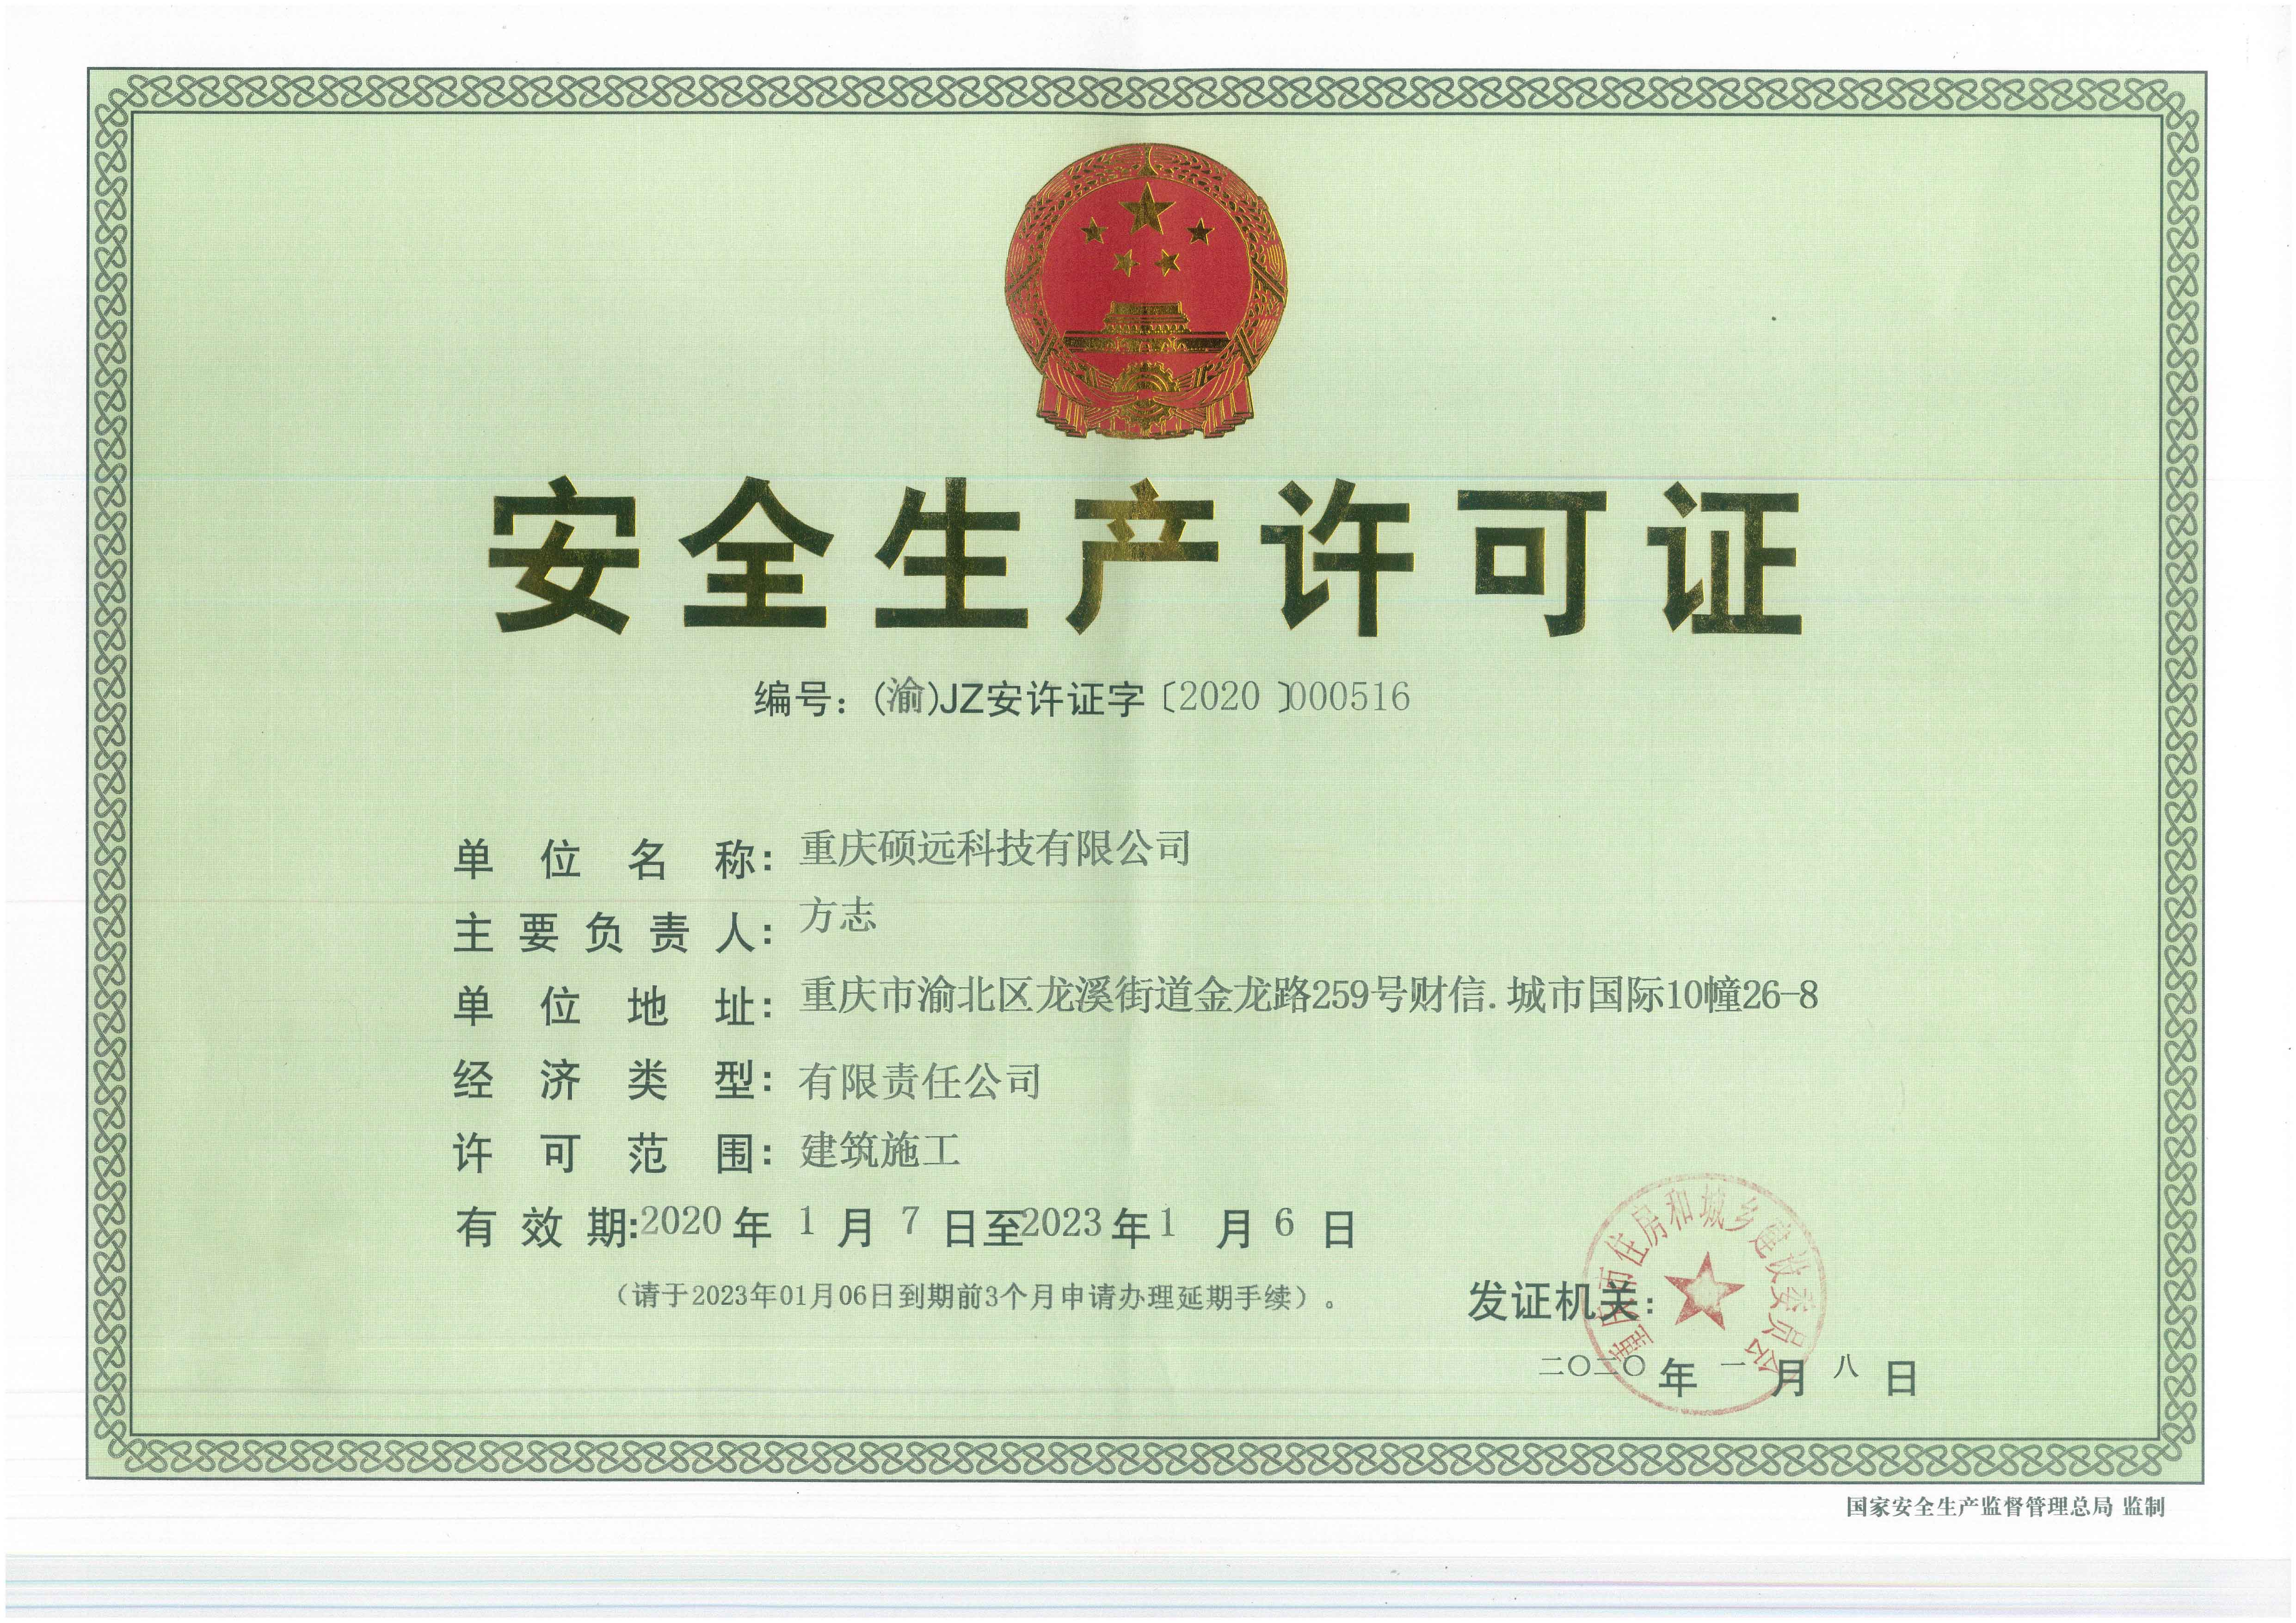 安全生产许可证
编号：(渝)JZ安许证字〔2020〕000516
单位名称：重庆硕远科技有限公司
主要负责人：方志
单位地址：重庆市渝北区龙溪街道金龙路259号财信.城市国际10幢26-8
经济类型：有限责任公司
许可范围：建筑施工
有效期:2020年1月7日至2023年1月6日
（请于2023年01月06日到期前3个月申请办理延期手续）。
发证机关：
重庆市住房和城乡建设委员会
二〇二〇年一月八日
国家安全生产监督管理总局 监制